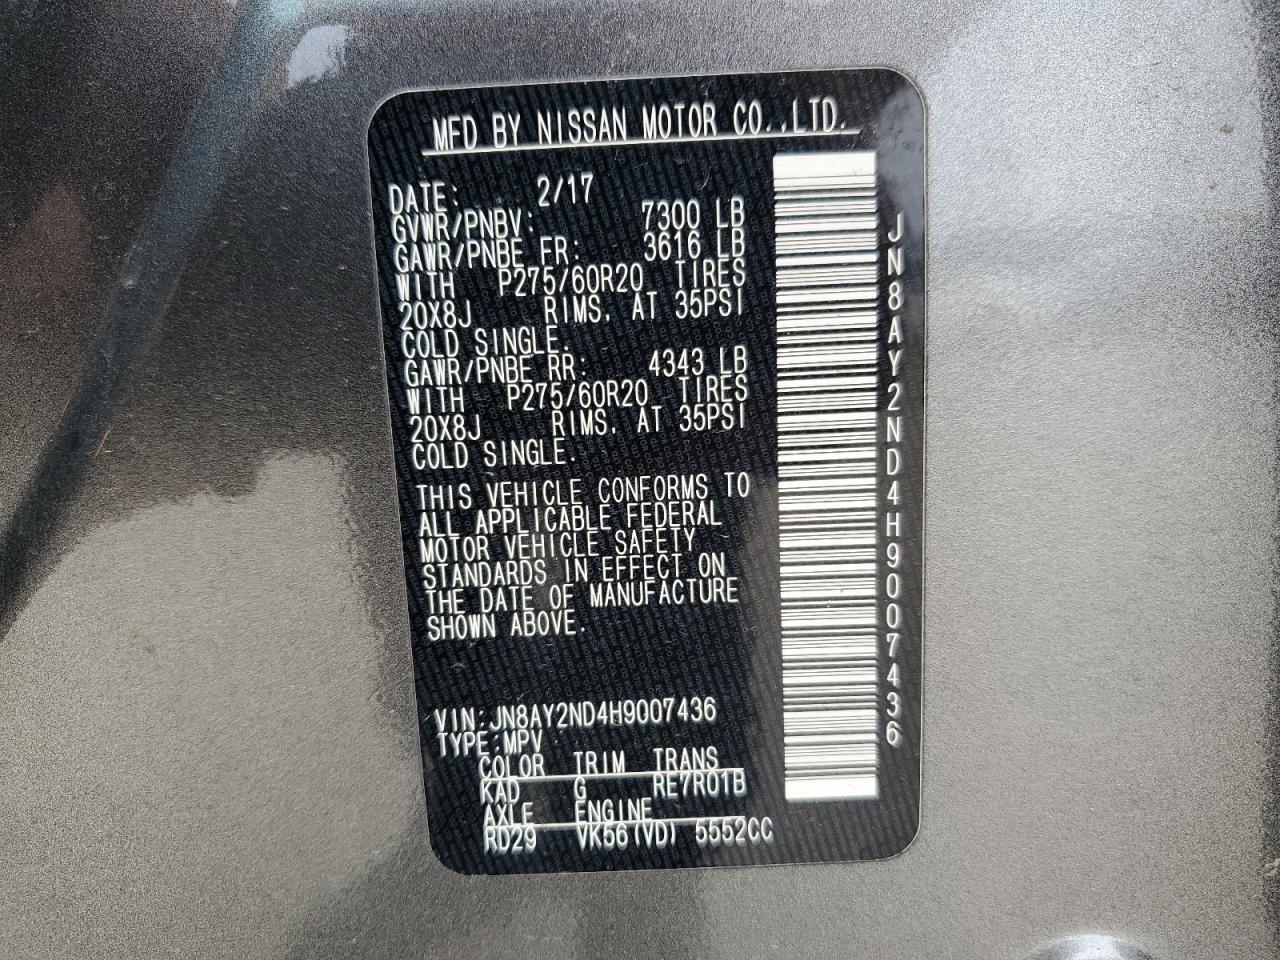 MFD BY NISSAN MOTOR CO.,LTD.
DATE: 2/17
GVWR/PNBV: 7300 LB
GAWR/PNBE FR: 3616 LB
WITH P275/60R20 TIRES
20X8J RIMS, AT 35PSI
COLD SINGLE.
GAWR/PNBE RR: 4343 LB
WITH P275/60R20 TIRES
20X8J RIMS, AT 35PSI
COLD SINGLE.
THIS VEHICLE CONFORMS TO
ALL APPLICABLE FEDERAL
MOTOR VEHICLE SAFETY
STANDARDS IN EFFECT ON
THE DATE OF MANUFACTURE
SHOWN ABOVE.
VIN:JN8AY2ND4H9007436
TYPE:MPV
COLOR TRIM TRANS
KAD G RE7R01B
AXLE ENGINE
RD29 VK56(VD) 5552CC
JN8AY2ND4H9007436